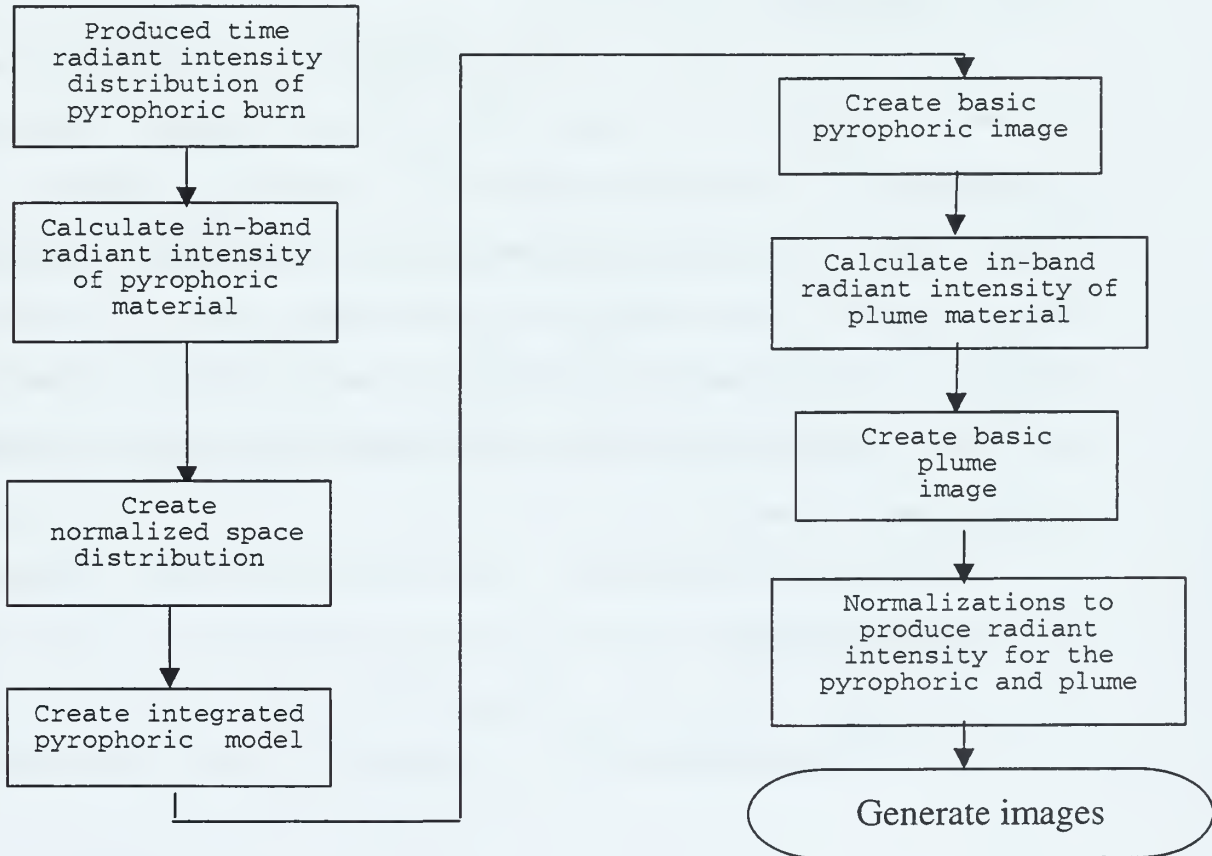 Produced time
radiant intensity
distribution of
pyrophoric burn
Calculate in-band
radiant intensity
of pyrophoric
material
Create
normalized space
distribution
Create integrated
pyrophoric model
Create basic
pyrophoric image
Calculate in-band
radiant intensity of
plume material
Create basic
plume
image
Normalizations to
produce radiant
intensity for the
pyrophoric and plume
Generate images